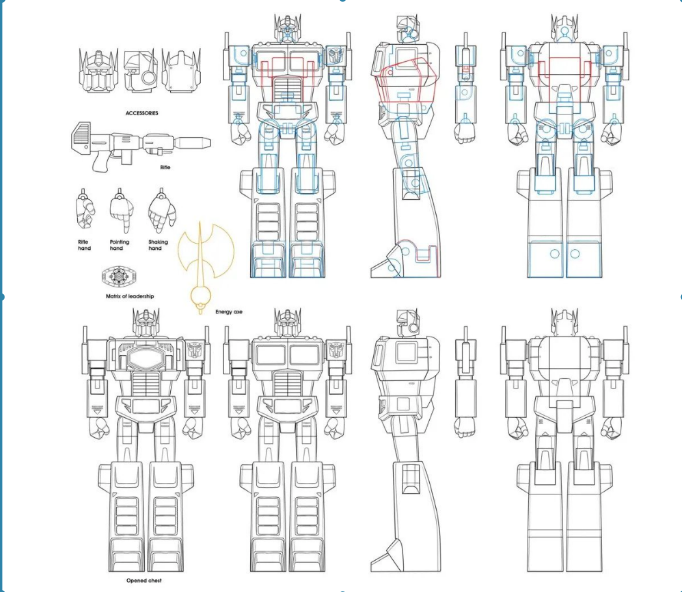 ACCESSORIES
Rifle
Rifle hand
Pointing hand
Shaking hand
Matrix of leadership
Energy axe
Opened chest